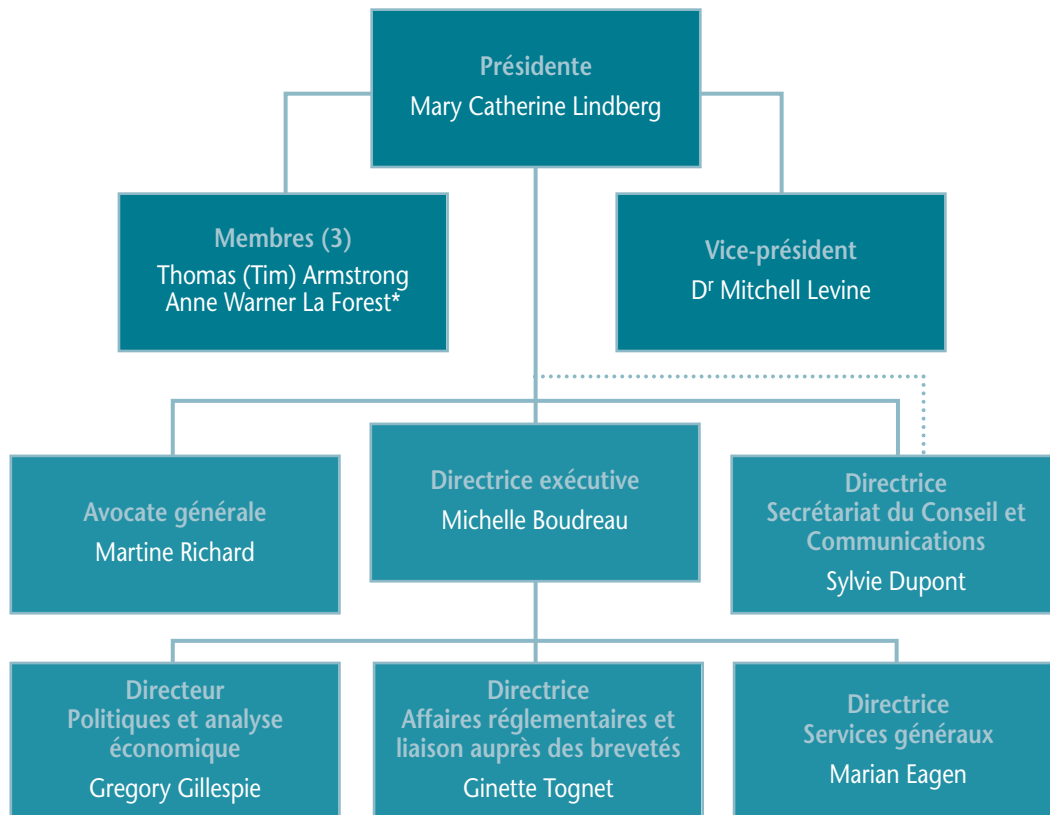 Présidente
Mary Catherine Lindberg
Membres (3)
Thomas (Tim) Armstrong
Anne Warner La Forest*
Vice-président
Dr Mitchell Levine
Avocate générale
Martine Richard
Directrice exécutive
Michelle Boudreau
Directrice
Secrétariat du Conseil et
Communications
Sylvie Dupont
Directeur
Politiques et analyse
économique
Gregory Gillespie
Directrice
Affaires réglementaires et
liaison auprès des brevetés
Ginette Tognet
Directrice
Services généraux
Marian Eagen